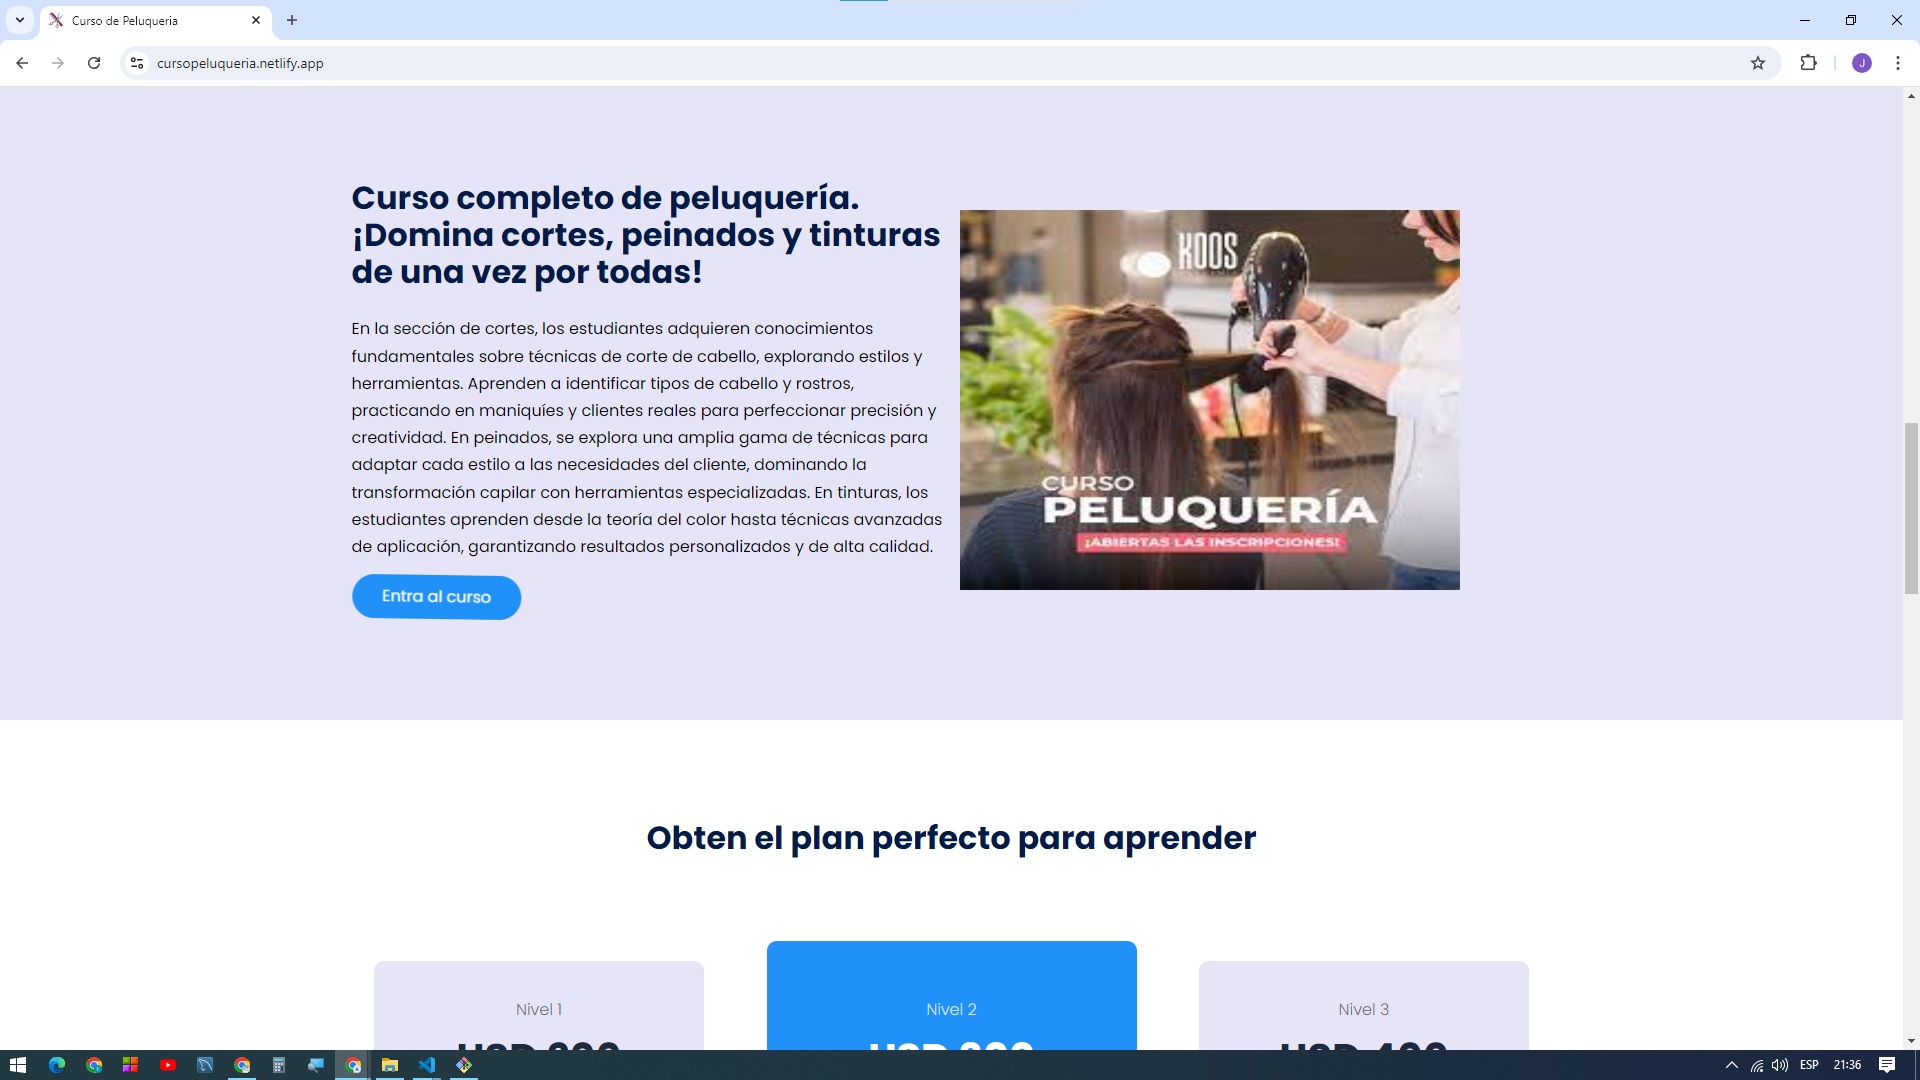 Curso de Peluqueria
cursopeluqueria.netlify.app
J
Curso completo de peluquería.
¡Domina cortes, peinados y tinturas
de una vez por todas!
En la sección de cortes, los estudiantes adquieren conocimientos
fundamentales sobre técnicas de corte de cabello, explorando estilos y
herramientas. Aprenden a identificar tipos de cabello y rostros,
practicando en maniquíes y clientes reales para perfeccionar precisión y
creatividad. En peinados, se explora una amplia gama de técnicas para
adaptar cada estilo a las necesidades del cliente, dominando la
transformación capilar con herramientas especializadas. En tinturas, los
estudiantes aprenden desde la teoría del color hasta técnicas avanzadas
de aplicación, garantizando resultados personalizados y de alta calidad.
Entra al curso
KOOS
CURSO
PELUQUERÍA
¡ABIERTAS LAS INSCRIPCIONES!
Obten el plan perfecto para aprender
Nivel 1
Nivel 2
Nivel 3
USD
USD
USD
ESP
21:36